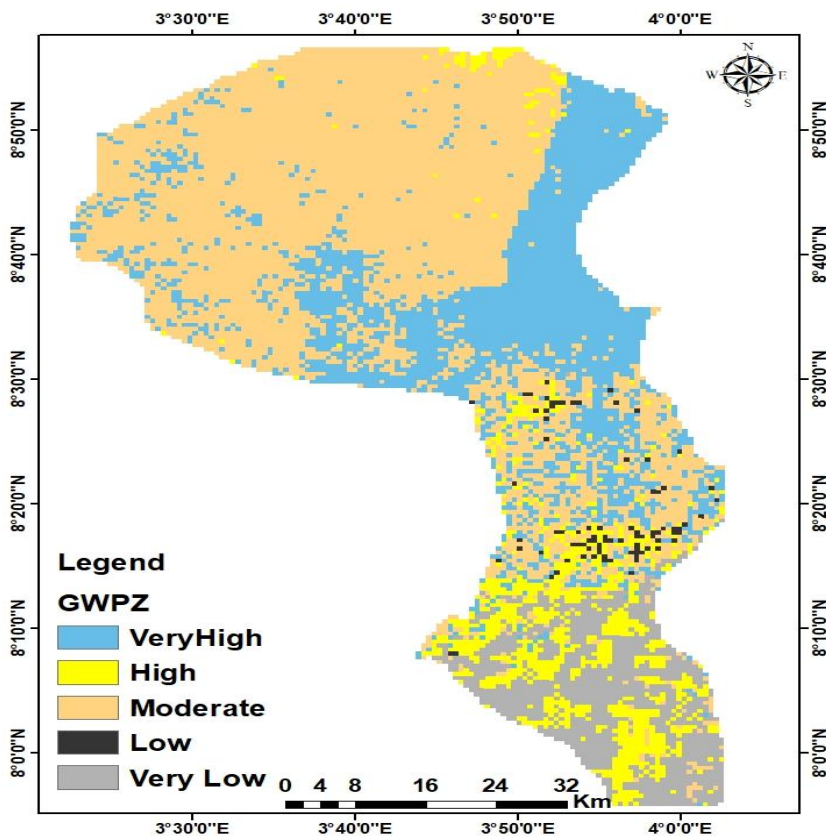 3°30'0"E 3°40'0"E 3°50'0"E 4°0'0"E
N
W E
S
8°50'0"N 8°50'0"N
8°40'0"N 8°40'0"N
8°30'0"N 8°30'0"N
8°20'0"N 8°20'0"N
8°10'0"N 8°10'0"N
8°0'0"N 8°0'0"N
Legend
GWPZ
VeryHigh
High
Moderate
Low
Very Low
0 4 8 16 24 32
Km
3°30'0"E 3°40'0"E 3°50'0"E 4°0'0"E